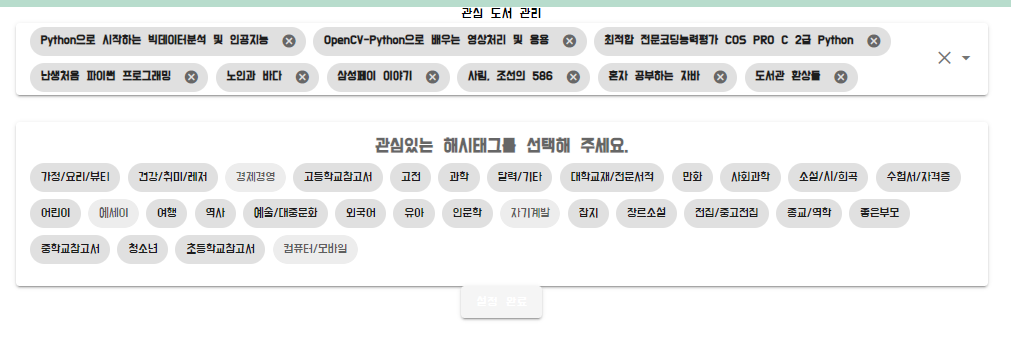 관심 도서 관리
Python으로 시작하는 빅데이터분석 및 인공지능 OpenCV-Python으로 배우는 영상처리 및 응용 최적합 전문코딩능력평가 COS PRO C 2급 Python
난생처음 파이썬 프로그래밍 노인과 바다 삼성페이 이야기 사림, 조선의 586 혼자 공부하는 자바 도서관 환상들
관심있는 해시태그를 선택해 주세요.
가정/요리/뷰티 건강/취미/레저 경제경영 고등학교참고서 고전 과학 달력/기타 대학교재/전문서적 만화 사회과학 소설/시/희곡 수험서/자격증
어린이 에세이 여행 역사 예술/대중문화 외국어 유아 인문학 자기계발 잡지 장르소설 전집/중고전집 종교/역학 좋은부모
중학교참고서 청소년 초등학교참고서 컴퓨터/모바일
설정 완료